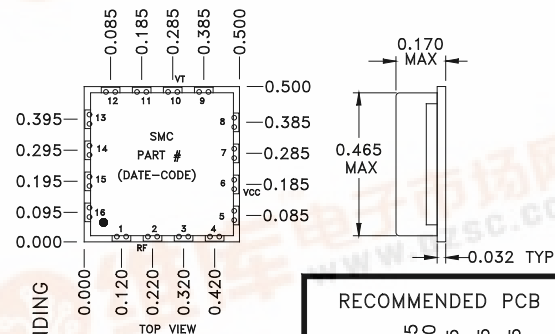 0.085
0.185
0.285
0.385
0.500
VT
12 11 10 9
0.500
0.395
0.295
0.195
0.095
0.000
13
14
15
16
SMC
PART #
(DATE-CODE)
8
7
6
5
VCC
0.385
0.285
0.185
0.085
1 2 3 4
RF
0.000
0.120
0.220
0.320
0.420
TOP VIEW
0.170
MAX
0.465
MAX
0.032 TYP
RECOMMENDED PCB